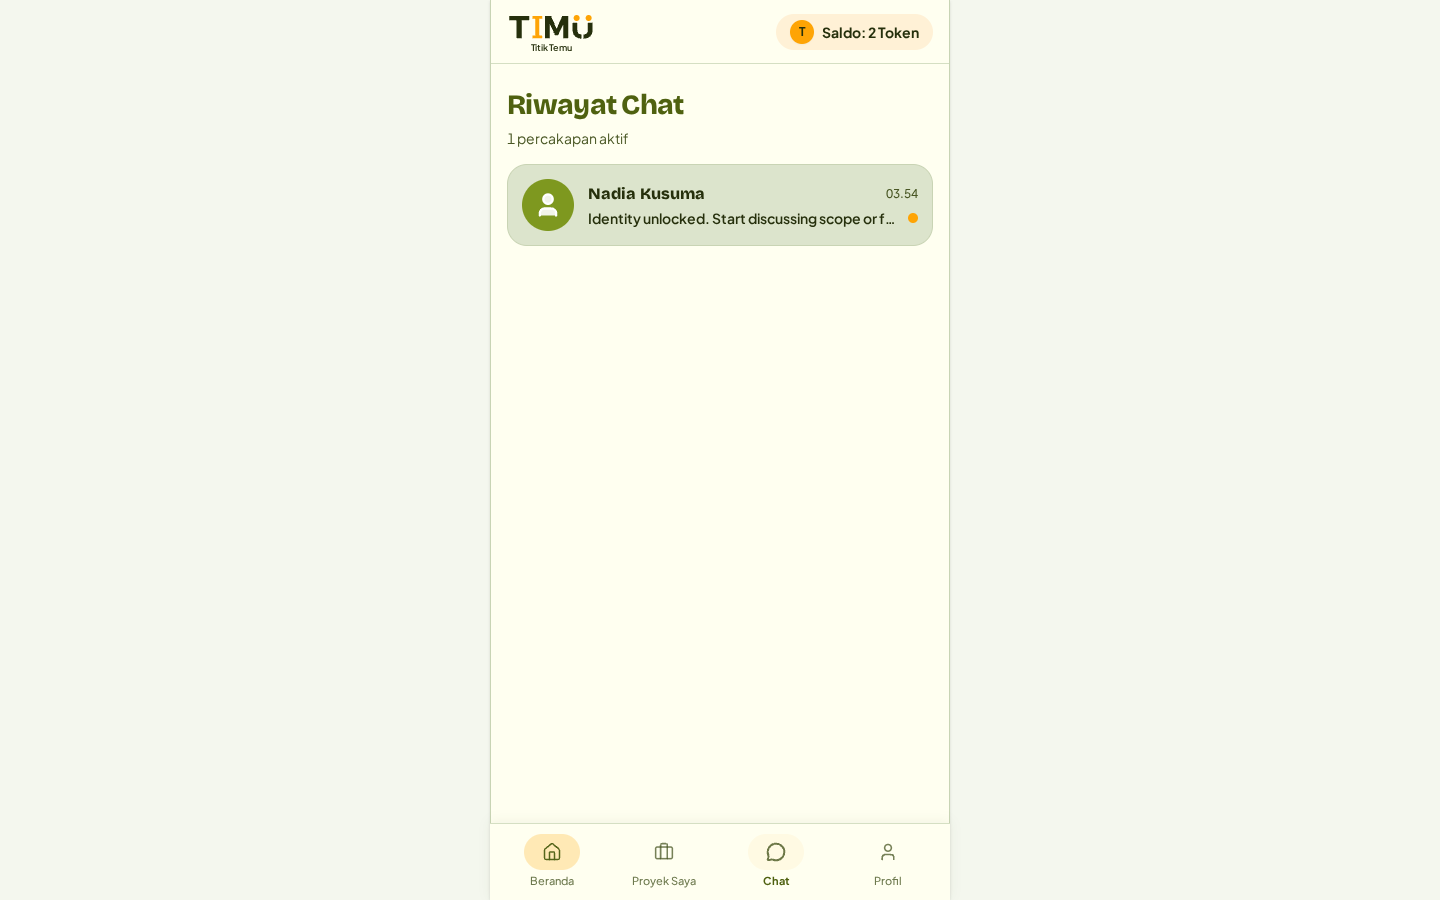 TIMÜ
Titik Temu
T Saldo: 2 Token
Riwayat Chat
1 percakapan aktif
Nadia Kusuma 03.54
Identity unlocked. Start discussing scope or f...
Beranda Proyek Saya Chat Profil